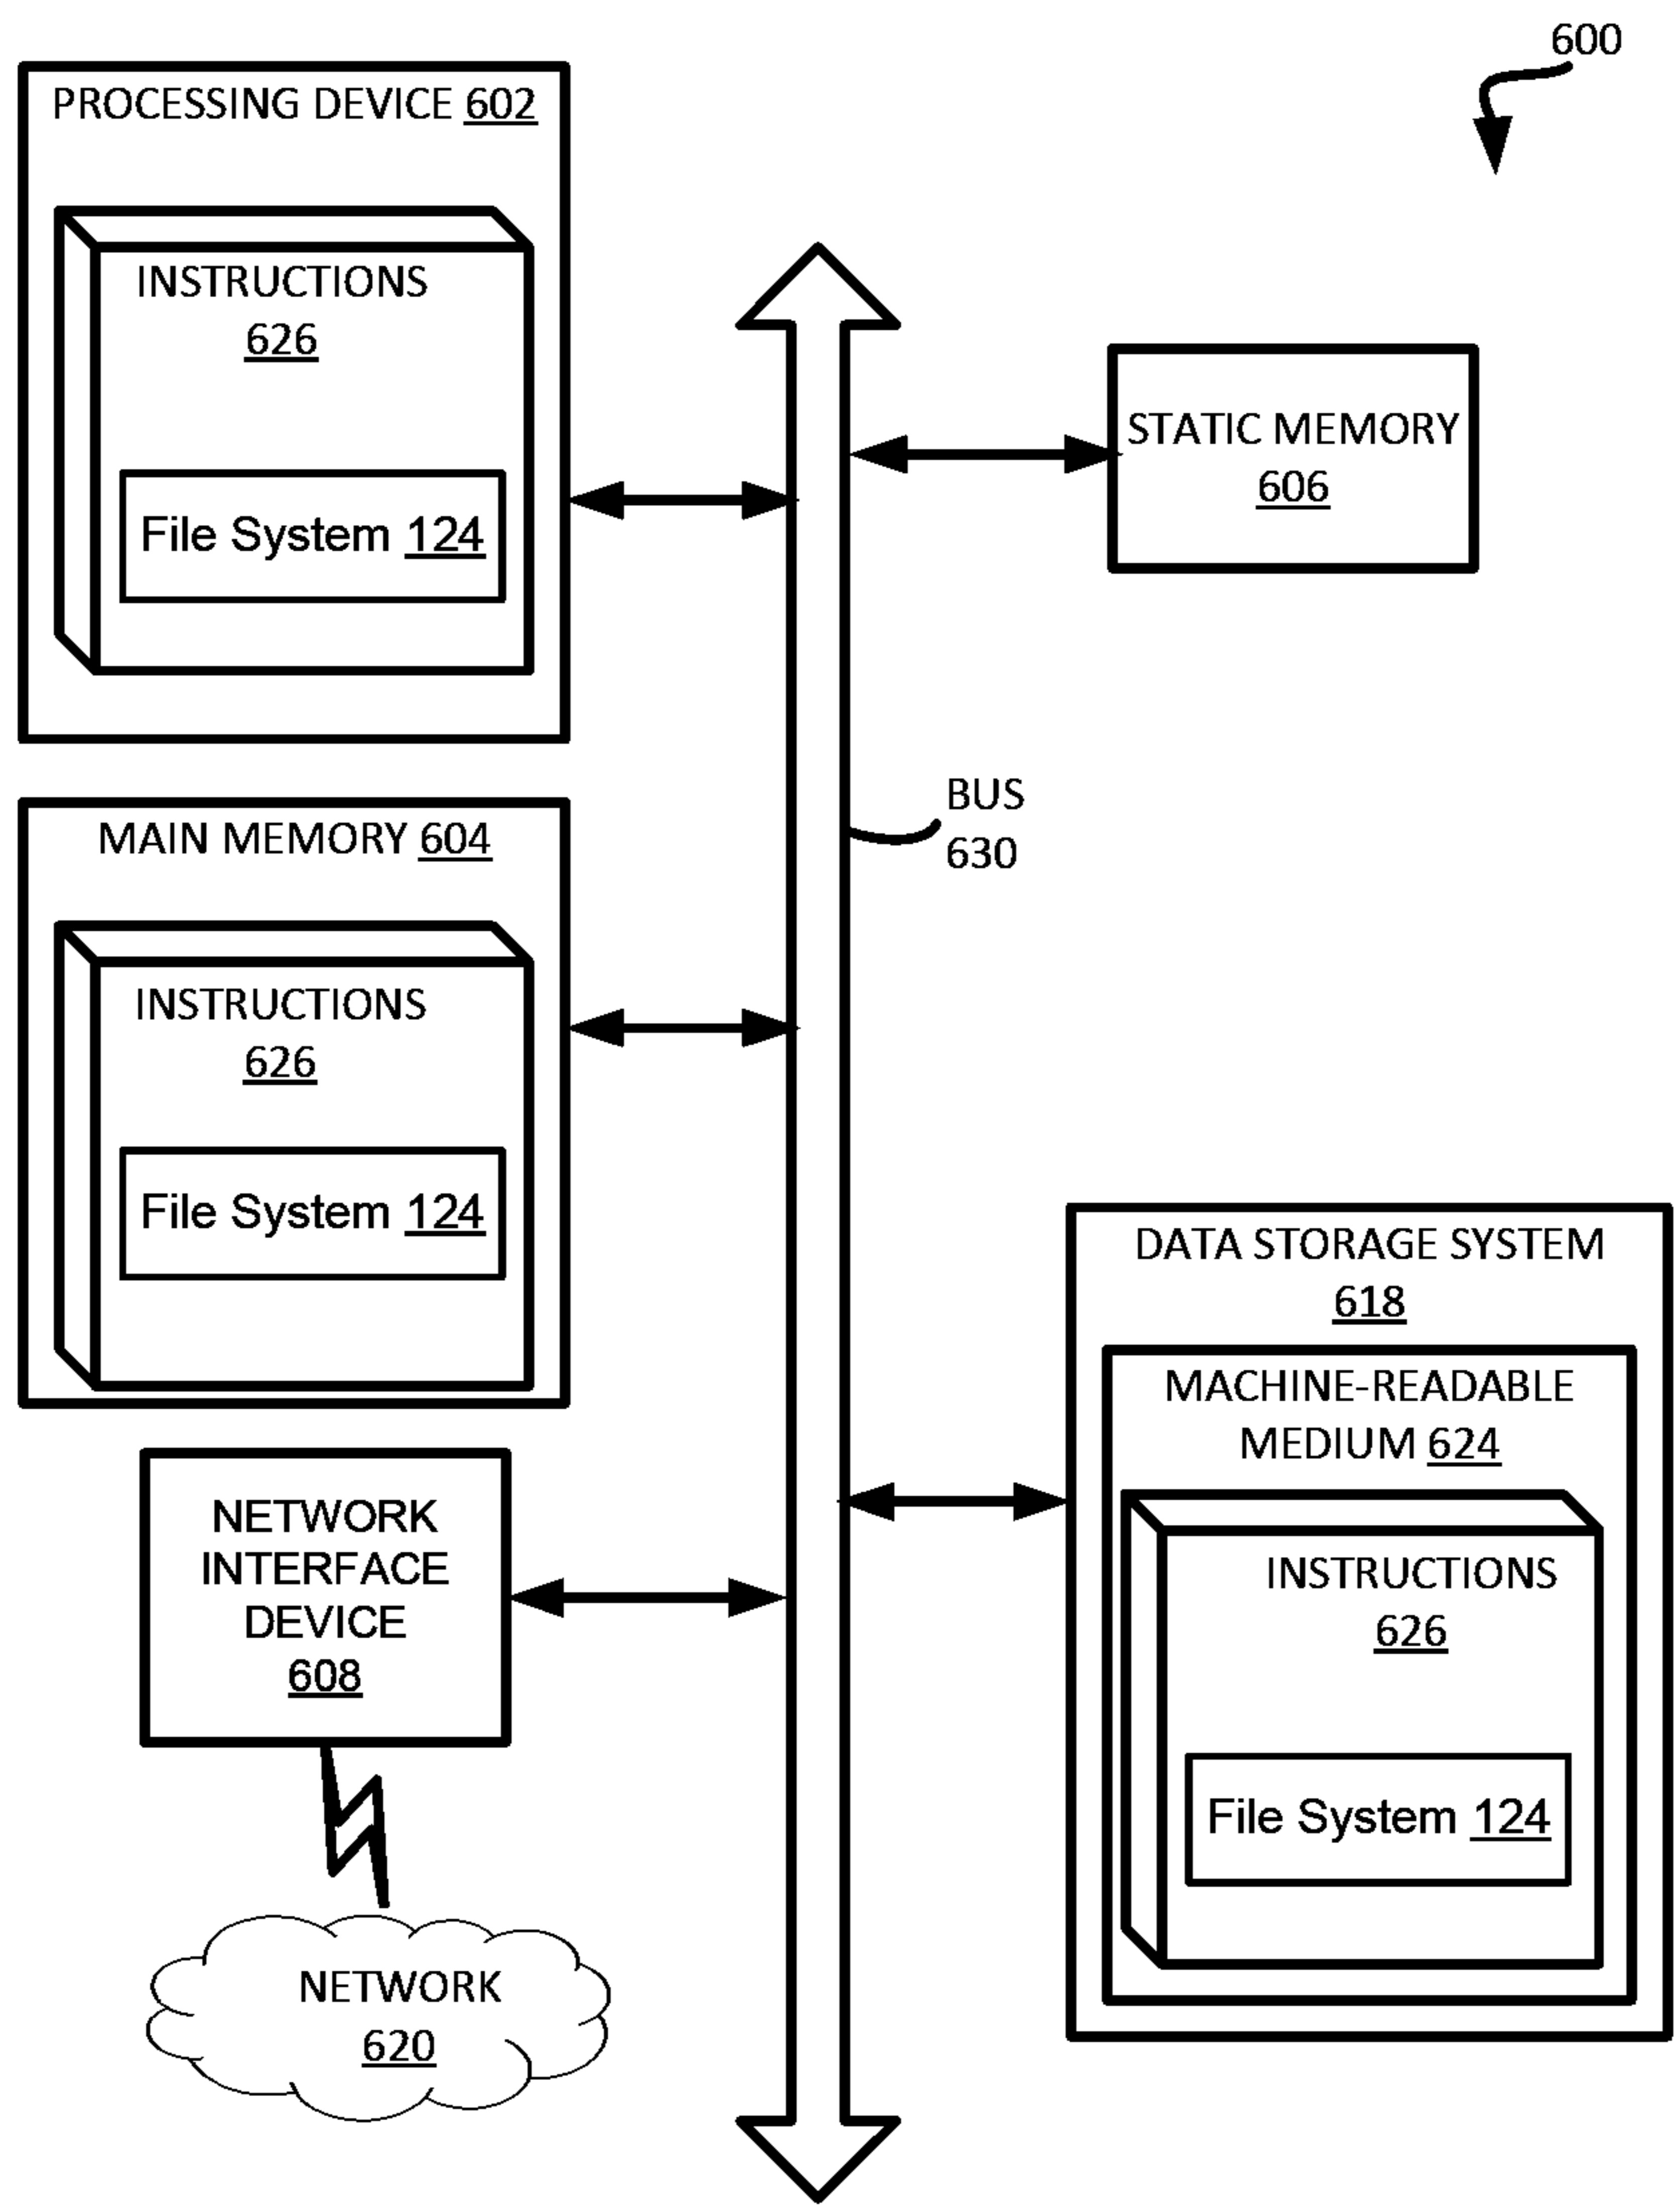 600
PROCESSING DEVICE 602
INSTRUCTIONS
626
File System 124
STATIC MEMORY
606
BUS
630
MAIN MEMORY 604
INSTRUCTIONS
626
File System 124
DATA STORAGE SYSTEM
618
MACHINE-READABLE
MEDIUM 624
INSTRUCTIONS
626
File System 124
NETWORK
INTERFACE
DEVICE
608
NETWORK
620